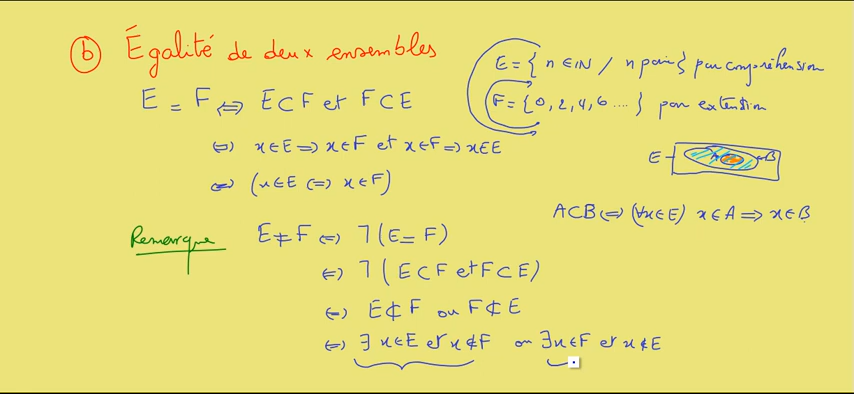 b Égalité de deux ensembles
E = F ⇔ E ⊂ F et F ⊂ E
⇔ x∈E ⇒ x∈F et x∈F ⇒ x∈E
⇔ (x∈E ⇔ x∈F)
E = { n ∈ IN / n pair } par compréhension
F = {0, 2, 4, 6 .... } par extension
E B
A ⊂ B ⇔ (∀x∈E) x∈A ⇒ x∈B
Remarque E ≠ F ⇔ ⅂(E = F)
⇔ ⅂(E ⊂ F et F ⊂ E)
⇔ E ⊄ F ou F ⊄ E
⇔ ∃ x∈E et x∉F ou ∃x∈F et x∉E